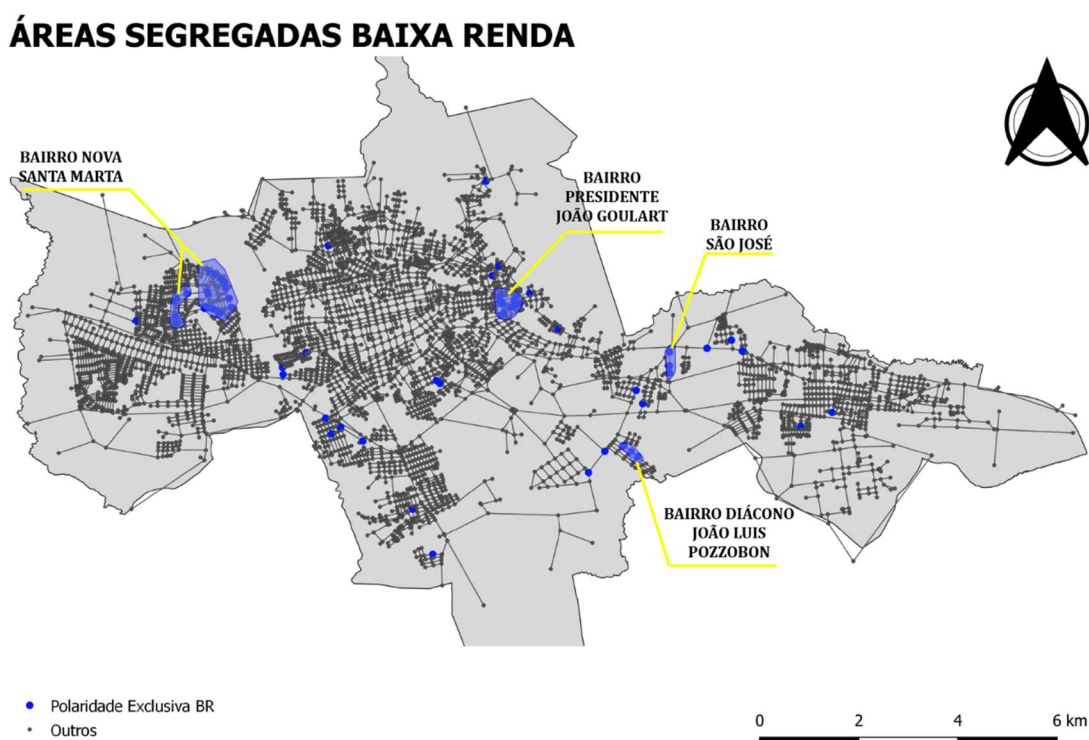 ÁREAS SEGREGADAS BAIXA RENDA
BAIRRO NOVA
SANTA MARTA
BAIRRO
PRESIDENTE
JOÃO GOULART
BAIRRO
SÃO JOSÉ
BAIRRO DIÁCONO
JOÃO LUIS
POZZOBON
Polaridade Exclusiva BR
Outros
0 2 4 6 km